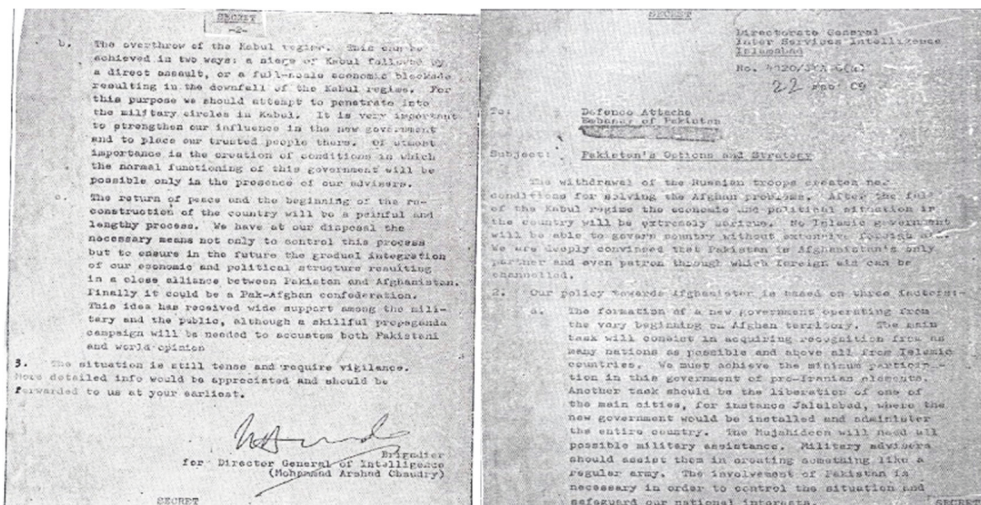 SECRET
-2-
b. The overthrow of the Kabul regime. This can be
achieved in two ways: a siege of Kabul followed by
a direct assault, or a full-scale economic blockade
resulting in the downfall of the Kabul regime. For
this purpose we should attempt to penetrate into
the military circles in Kabul. It is very important
to strengthen our influence in the new government
and to place our trusted people there. Of utmost
importance is the creation of conditions in which
the normal functioning of this government will be
possible only in the presence of our advisers.
c. The return of peace and the beginning of the re-
construction of the country will be a painful and
lengthy process. We have at our disposal the
necessary means not only to control this process
but to ensure in the future the gradual integration
of our economic and political structure resulting
in a close alliance between Pakistan and Afghanistan.
Finally it could be a Pak-Afghan confederation.
This idea has received wide support among the mili-
tary and the public, although a skillful propaganda
campaign will be needed to accustom both Pakistani
and world opinion
3. The situation is still tense and require vigilance.
More detailed info would be appreciated and should be
forwarded to us at your earliest.
Brigadier
for Director General of Intelligence
(Mohammad Arshad Chaudry)
SECRET
SECRET
Directorate General
Inter Services Intelligence
Islamabad
No.
22
To: Defence Attache
Embassy of Pakistan
Subject: Pakistan's Options and Strategy
The withdrawal of the Russian troops creates new
conditions for solving the Afghan problems. After the fall
of the Kabul regime the economic and political situation in
the country will be extremely serious. No Islamic government
will be able to govern country without extensive foreign aid.
We are deeply convinced that Pakistan is Afghanistan's only
partner and even patron through which foreign aid can be
channelled.
2. Our policy towards Afghanistan is based on three factors:-
a. The formation of a new government operating from
the very beginning on Afghan territory. The main
task will consist in acquiring recognition from as
many nations as possible and above all from Islamic
countries. We must achieve the minimum particip-
tion in this government of pro-Iranian elements.
Another task should be the liberation of one of
the main cities, for instance Jalalabad, where the
new government would be installed and administer
the entire country. The Mujahideen will need all
possible military assistance. Military advisers
should assist them in creating something like a
regular army. The involvement of Pakistan is
necessary in order to control the situation and
safeguard our national interests.
SECRET